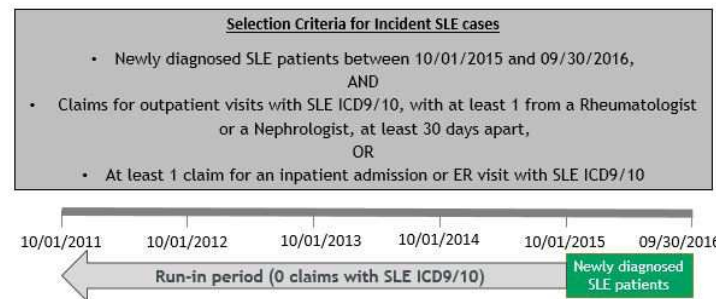 Selection Criteria for Incident SLE cases
• Newly diagnosed SLE patients between 10/01/2015 and 09/30/2016,
AND
• Claims for outpatient visits with SLE ICD9/10, with at least 1 from a Rheumatologist
or a Nephrologist, at least 30 days apart,
OR
• At least 1 claim for an inpatient admission or ER visit with SLE ICD9/10
10/01/2011 10/01/2012 10/01/2013 10/01/2014 10/01/2015 09/30/2016
Run-in period (0 claims with SLE ICD9/10)
Newly diagnosed
SLE patients